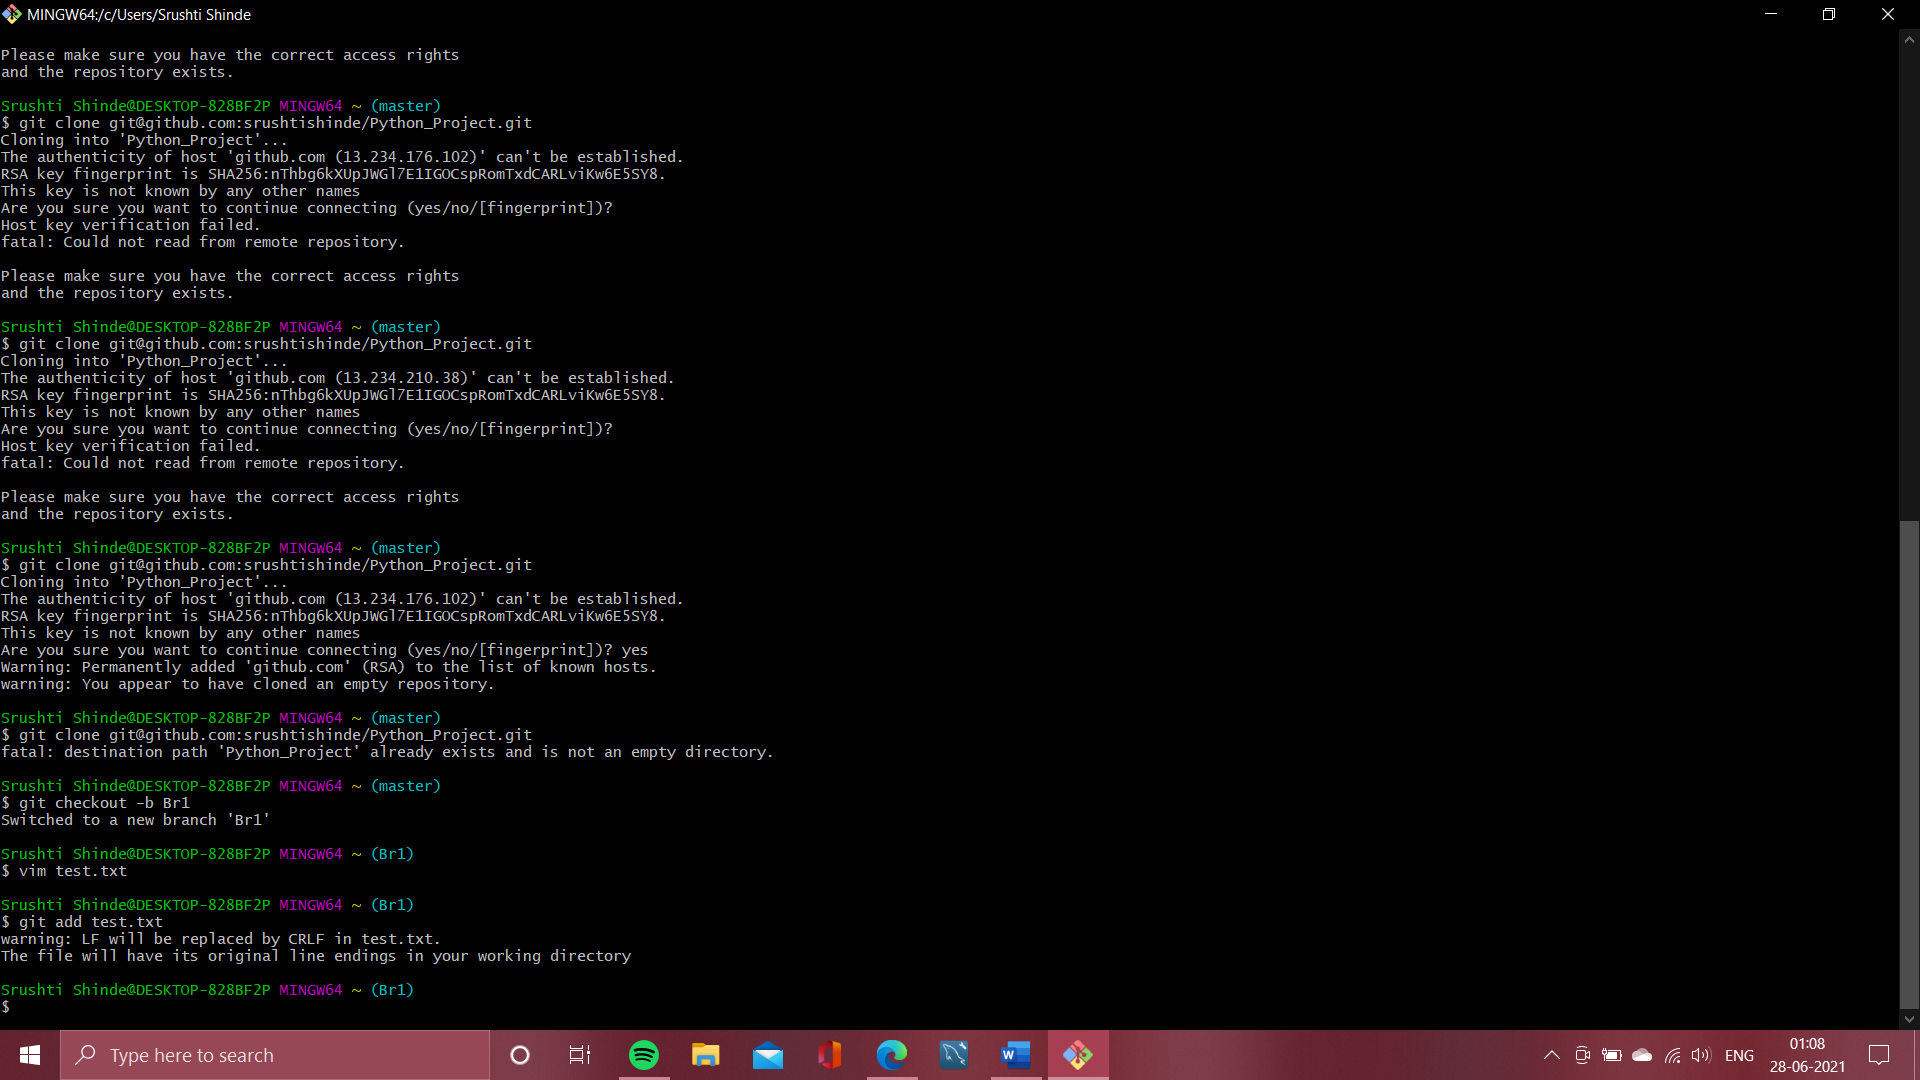 MINGW64:/c/Users/Srushti Shinde
Please make sure you have the correct access rights
and the repository exists.
Srushti Shinde@DESKTOP-828BF2P MINGW64 ~ (master)
$ git clone git@github.com:srushtishinde/Python_Project.git
Cloning into 'Python_Project'...
The authenticity of host 'github.com (13.234.176.102)' can't be established.
RSA key fingerprint is SHA256:nThbg6kXUpJWGl7E1IGOCspRomTxdCARLviKw6E5SY8.
This key is not known by any other names
Are you sure you want to continue connecting (yes/no/[fingerprint])?
Host key verification failed.
fatal: Could not read from remote repository.
Please make sure you have the correct access rights
and the repository exists.
Srushti Shinde@DESKTOP-828BF2P MINGW64 ~ (master)
$ git clone git@github.com:srushtishinde/Python_Project.git
Cloning into 'Python_Project'...
The authenticity of host 'github.com (13.234.210.38)' can't be established.
RSA key fingerprint is SHA256:nThbg6kXUpJWGl7E1IGOCspRomTxdCARLviKw6E5SY8.
This key is not known by any other names
Are you sure you want to continue connecting (yes/no/[fingerprint])?
Host key verification failed.
fatal: Could not read from remote repository.
Please make sure you have the correct access rights
and the repository exists.
Srushti Shinde@DESKTOP-828BF2P MINGW64 ~ (master)
$ git clone git@github.com:srushtishinde/Python_Project.git
Cloning into 'Python_Project'...
The authenticity of host 'github.com (13.234.176.102)' can't be established.
RSA key fingerprint is SHA256:nThbg6kXUpJWGl7E1IGOCspRomTxdCARLviKw6E5SY8.
This key is not known by any other names
Are you sure you want to continue connecting (yes/no/[fingerprint])? yes
Warning: Permanently added 'github.com' (RSA) to the list of known hosts.
warning: You appear to have cloned an empty repository.
Srushti Shinde@DESKTOP-828BF2P MINGW64 ~ (master)
$ git clone git@github.com:srushtishinde/Python_Project.git
fatal: destination path 'Python_Project' already exists and is not an empty directory.
Srushti Shinde@DESKTOP-828BF2P MINGW64 ~ (master)
$ git checkout -b Br1
Switched to a new branch 'Br1'
Srushti Shinde@DESKTOP-828BF2P MINGW64 ~ (Br1)
$ vim test.txt
Srushti Shinde@DESKTOP-828BF2P MINGW64 ~ (Br1)
$ git add test.txt
warning: LF will be replaced by CRLF in test.txt.
The file will have its original line endings in your working directory
Srushti Shinde@DESKTOP-828BF2P MINGW64 ~ (Br1)
$
Type here to search
ENG
01:08
28-06-2021